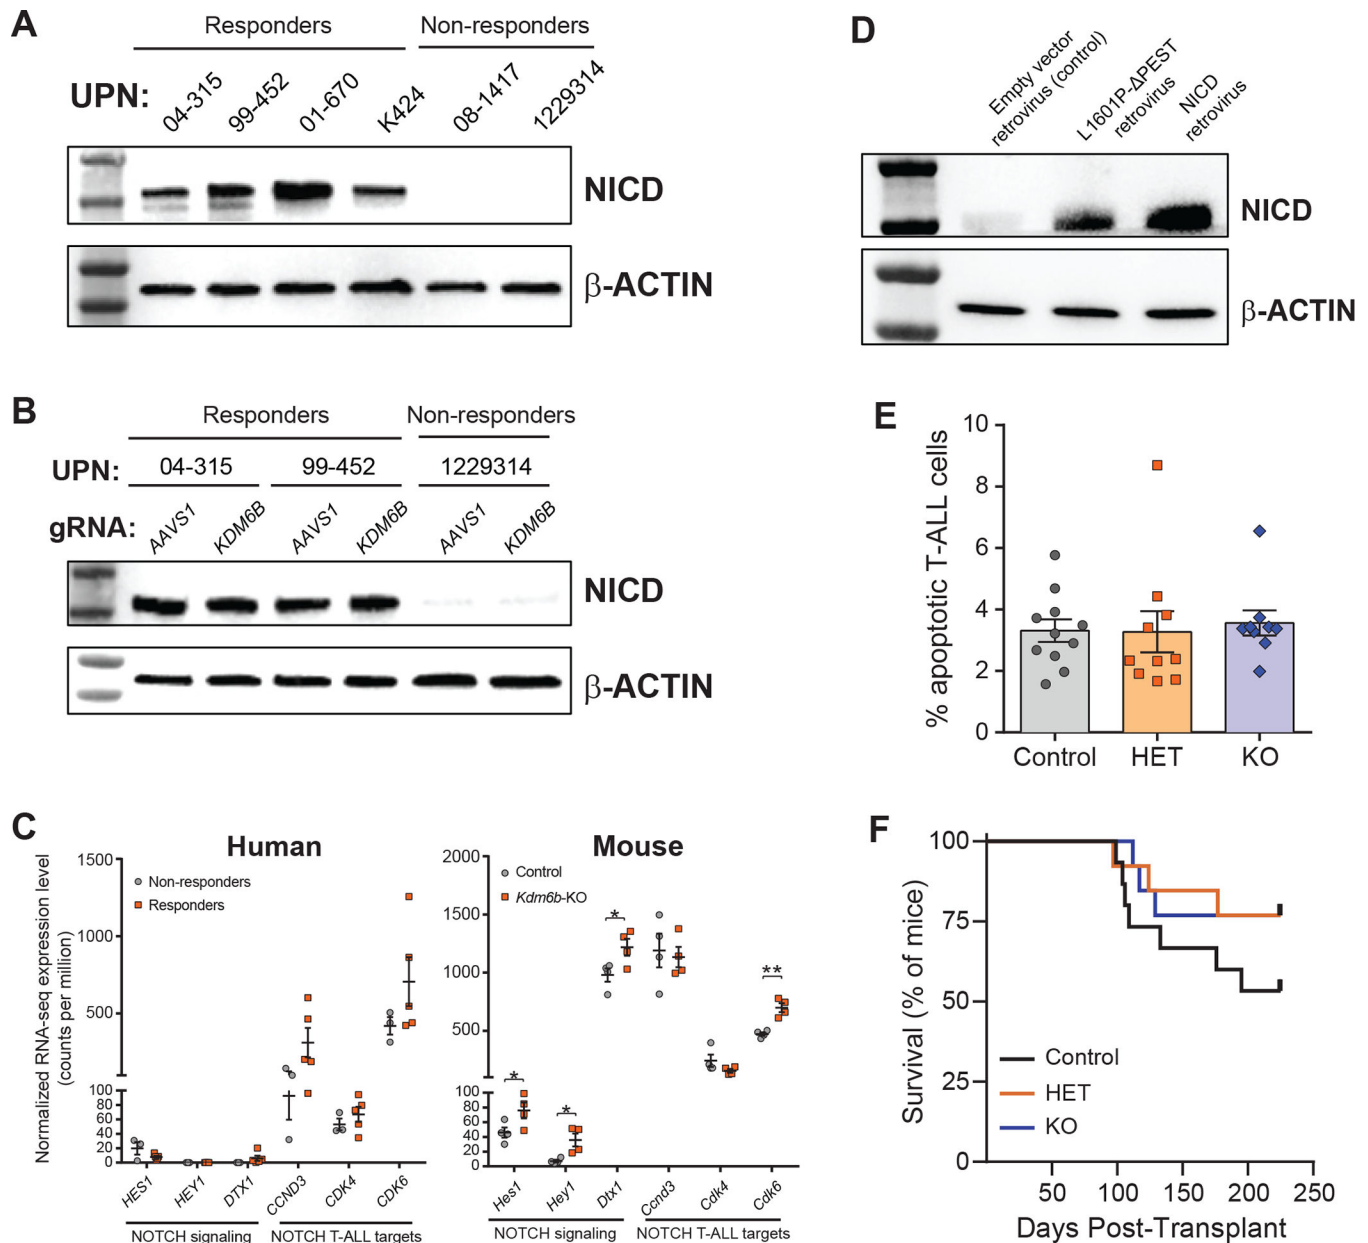 A
Responders
Non-responders
UPN:
04-315
99-452
01-670
K424
08-1417
1229314
NICD
β-ACTIN
B
Responders
Non-responders
UPN:
04-315
99-452
1229314
gRNA:
AAVS1
KDM6B
AAVS1
KDM6B
AAVS1
KDM6B
NICD
β-ACTIN
C
Human
Normalized RNA-seq expression level
(counts per million)
1500
1000
500
100
80
60
40
20
0
Non-responders
Responders
HES1
HEY1
DTX1
CCND3
CDK4
CDK6
NOTCH signaling
NOTCH T-ALL targets
Mouse
2000
1500
1000
500
100
80
60
40
20
0
Control
Kdm6b-KO
*
*
*
**
Hes1
Hey1
Dtx1
Ccnd3
Cdk4
Cdk6
NOTCH signaling
NOTCH T-ALL targets
D
Empty vector
retrovirus (control)
L1601P-ΔPEST
retrovirus
NICD
retrovirus
NICD
β-ACTIN
E
% apoptotic T-ALL cells
10
8
6
4
2
0
Control
HET
KO
F
Survival (% of mice)
100
75
50
25
0
Control
HET
KO
50
100
150
200
250
Days Post-Transplant